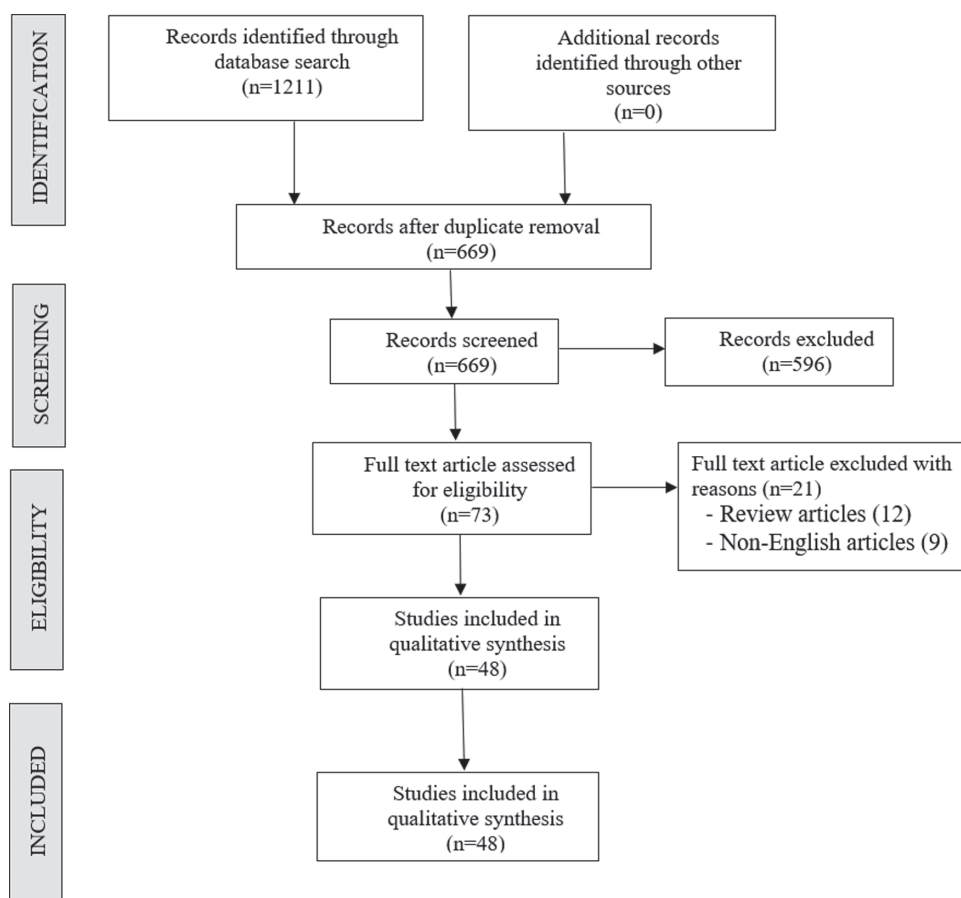 IDENTIFICATION
Records identified through
database search
(n=1211)
Additional records
identified through other
sources
(n=0)
Records after duplicate removal
(n=669)
SCREENING
Records screened
(n=669)
Records excluded
(n=596)
ELIGIBILITY
Full text article assessed
for eligibility
(n=73)
Full text article excluded with
reasons (n=21)
- Review articles (12)
- Non-English articles (9)
Studies included in
qualitative synthesis
(n=48)
INCLUDED
Studies included in
qualitative synthesis
(n=48)